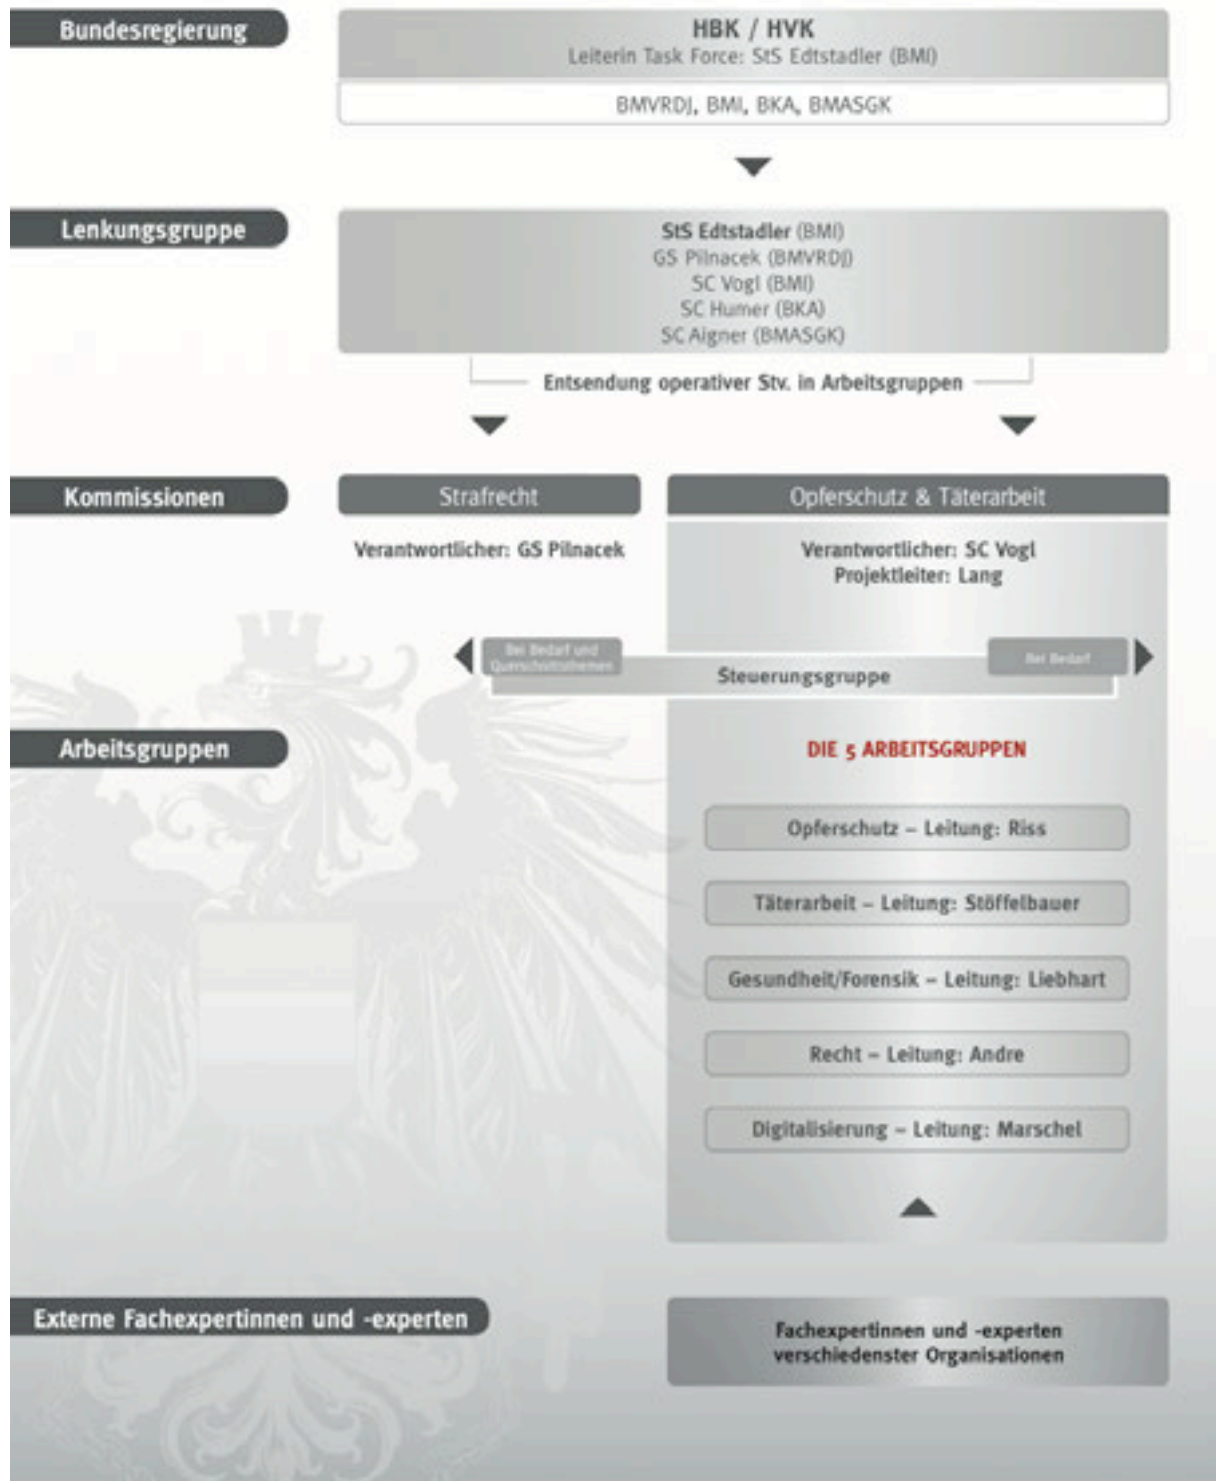 Bundesregierung
HBK / HVK
Leiterin Task Force: StS Edtstadler (BMI)
BMVRDJ, BMI, BKA, BMASGK
Lenkungsgruppe
StS Edtstadler (BMI)
GS Pilnacek (BMVRDJ)
SC Vogl (BMI)
SC Humer (BKA)
SC Aigner (BMASGK)
Entsendung operativer Stv. in Arbeitsgruppen
Kommissionen
Strafrecht
Verantwortlicher: GS Pilnacek
Opferschutz & Täterarbeit
Verantwortlicher: SC Vogl
Projektleiter: Lang
Bei Bedarf und
Querschnittsthemen
Steuerungsgruppe
Bei Bedarf
Arbeitsgruppen
DIE 5 ARBEITSGRUPPEN
Opferschutz – Leitung: Riss
Täterarbeit – Leitung: Stöffelbauer
Gesundheit/Forensik – Leitung: Liebhart
Recht – Leitung: Andre
Digitalisierung – Leitung: Marschel
Externe Fachexpertinnen und -experten
Fachexpertinnen und -experten
verschiedenster Organisationen